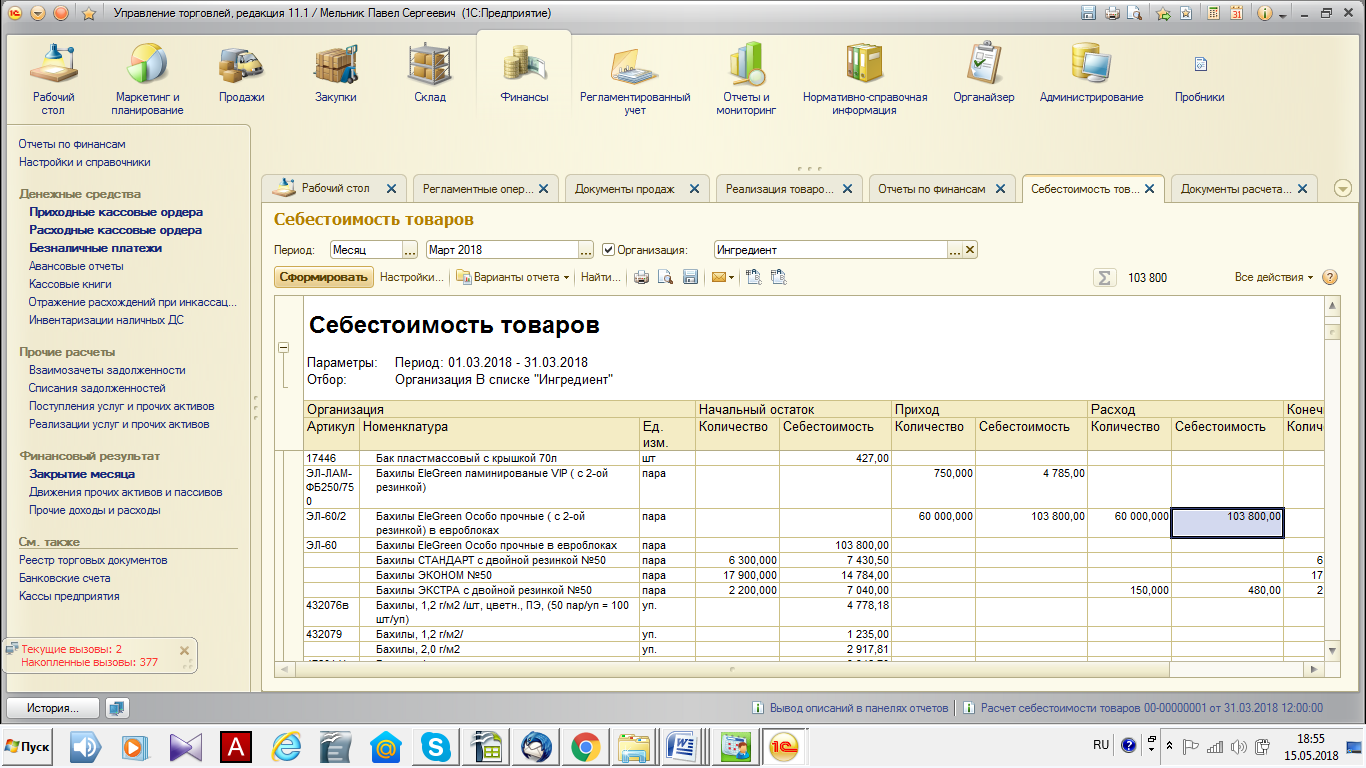 Управление торговлей, редакция 11.1 / Мельник Павел Сергеевич (1С:Предприятие)
Рабочий стол
Маркетинг и планирование
Продажи
Закупки
Склад
Финансы
Регламентированный учет
Отчеты и мониторинг
Нормативно-справочная информация
Органайзер
Администрирование
Пробники
Отчеты по финансам
Настройки и справочники
Денежные средства
Приходные кассовые ордера
Расходные кассовые ордера
Безналичные платежи
Авансовые отчеты
Кассовые книги
Отражение расхождений при инкассац...
Инвентаризации наличных ДС
Прочие расчеты
Взаимозачеты задолженности
Списания задолженностей
Поступления услуг и прочих активов
Реализации услуг и прочих активов
Финансовый результат
Закрытие месяца
Движения прочих активов и пассивов
Прочие доходы и расходы
См. также
Реестр торговых документов
Банковские счета
Кассы предприятия
Текущие вызовы: 2
Накопленные вызовы: 377
Рабочий стол
Регламентные опер...
Документы продаж
Реализация товаро...
Отчеты по финансам
Себестоимость тов...
Документы расчета...
Себестоимость товаров
Период: Месяц ... Март 2018 ... Организация: Ингредиент ...
Сформировать Настройки... Варианты отчета Найти... Σ 103 800 Все действия
Себестоимость товаров
Параметры: Период: 01.03.2018 - 31.03.2018
Отбор: Организация В списке "Ингредиент"
Организация Начальный остаток Приход Расход Конеч
Артикул Номенклатура Ед. изм. Количество Себестоимость Количество Себестоимость Количество Себестоимость Колич
17446 Бак пластмассовый с крышкой 70л шт 427,00
ЭЛ-ЛАМ-ФБ250/750 Бахилы EleGreen ламинированые VIP ( с 2-ой резинкой) пара 750,000 4 785,00
ЭЛ-60/2 Бахилы EleGreen Особо прочные ( с 2-ой резинкой) в евроблоках пара 60 000,000 103 800,00 60 000,000 103 800,00
ЭЛ-60 Бахилы EleGreen Особо прочные в евроблоках пара 103 800,00
Бахилы СТАНДАРТ с двойной резинкой №50 пара 6 300,000 7 430,50 6
Бахилы ЭКОНОМ №50 пара 17 900,000 14 784,00 17
Бахилы ЭКСТРА с двойной резинкой №50 пара 2 200,000 7 040,00 150,000 480,00 2
432076в Бахилы, 1,2 г/м2 /шт, цветн., ПЭ, (50 пар/уп = 100 шт/уп) уп. 4 778,18
432079 Бахилы, 1,2 г/м2/ уп. 1 235,00
Бахилы, 2,0 г/м2 уп. 2 917,81
История...
Вывод описаний в панелях отчетов
Расчет себестоимости товаров 00-00000001 от 31.03.2018 12:00:00
Пуск
RU
18:55
15.05.2018